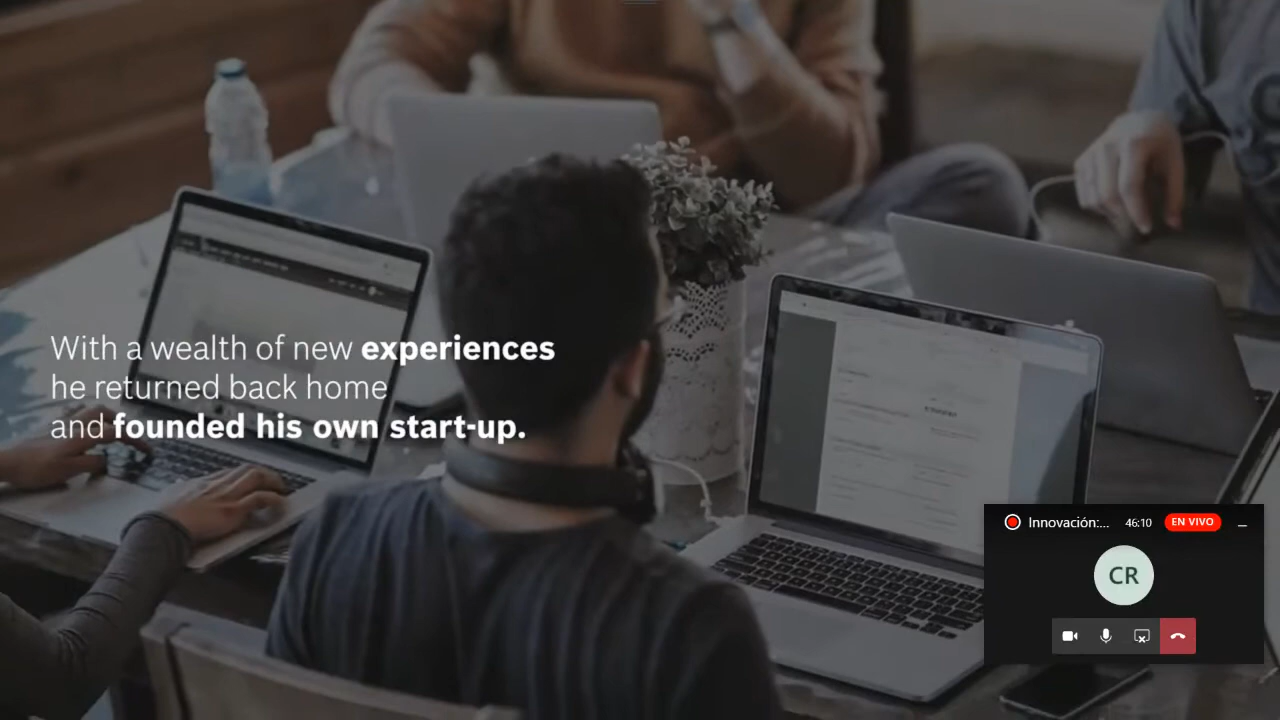 With a wealth of new experiences
he returned back home
and founded his own start-up.
Innovación:... 46:10 EN VIVO
CR